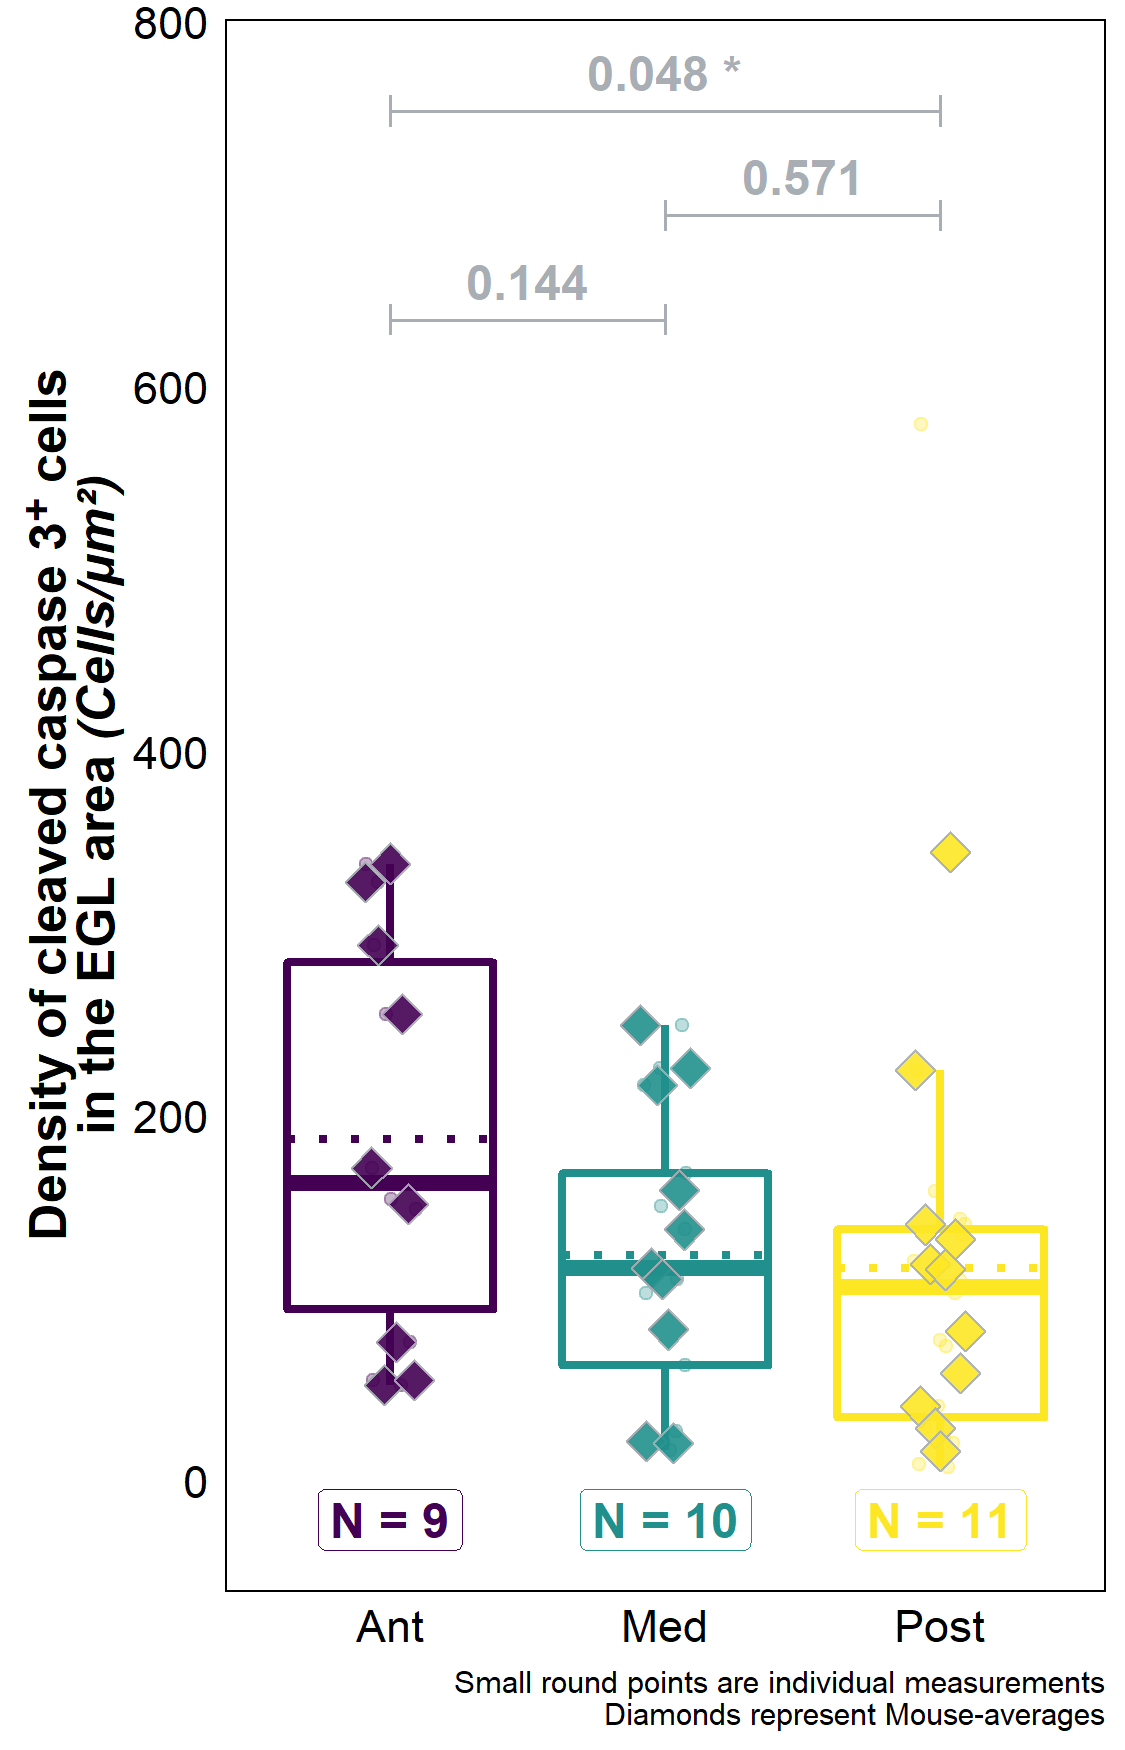 Density of cleaved caspase 3⁺ cells
in the EGL area (Cells/µm²)
800
600
400
200
0
0.048 *
0.571
0.144
N = 9
N = 10
N = 11
Ant
Med
Post
Small round points are individual measurements
Diamonds represent Mouse-averages